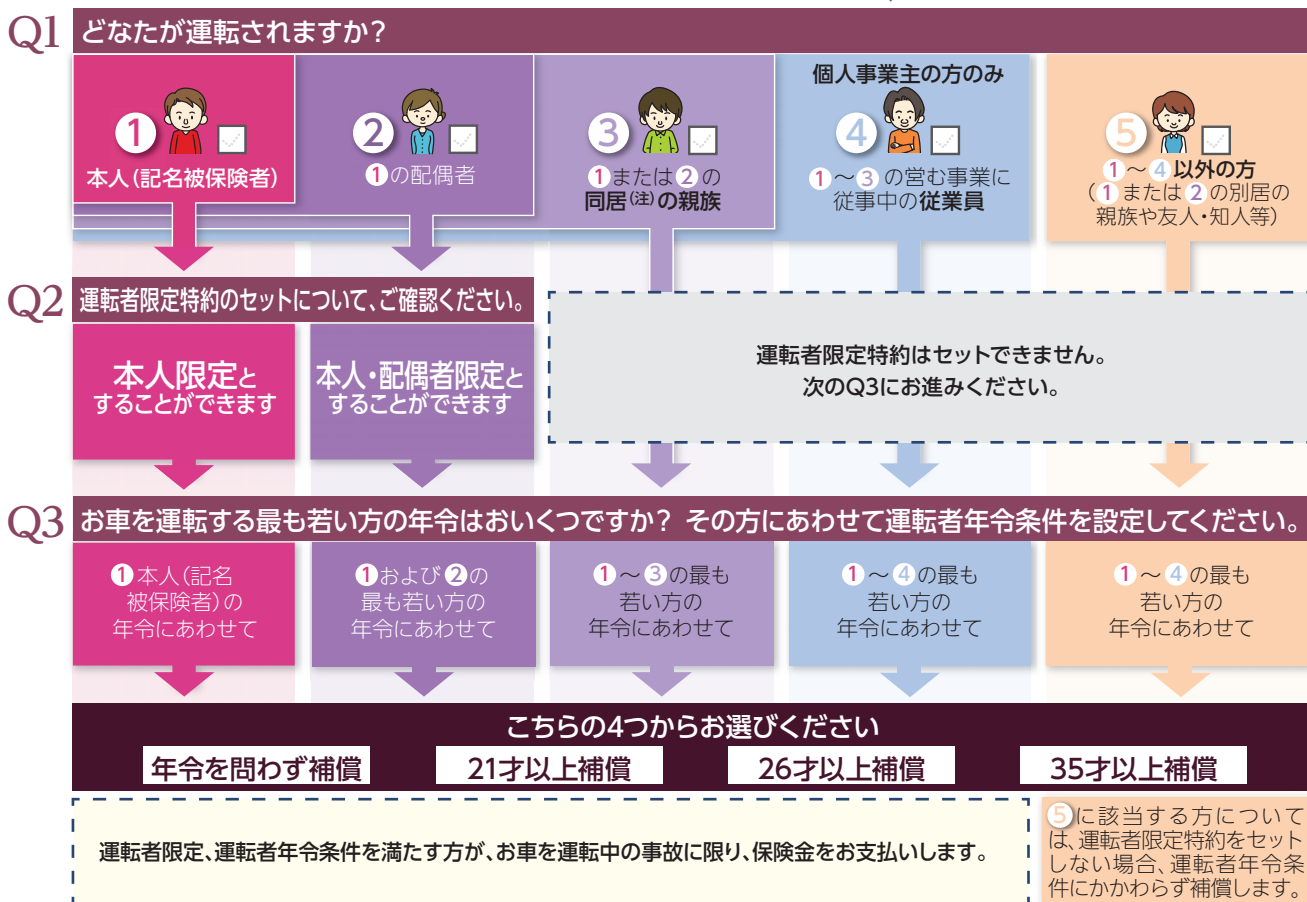 Q1 どなたが運転されますか?
1
本人(記名被保険者)
2
1の配偶者
3
1または2の
同居(注)の親族
個人事業主の方のみ
4
1～3の営む事業に
従事中の従業員
5
1～4以外の方
(1または2の別居の
親族や友人・知人等)
Q2 運転者限定特約のセットについて、ご確認ください。
本人限定と
することができます
本人・配偶者限定と
することができます
運転者限定特約はセットできません。
次のQ3にお進みください。
Q3 お車を運転する最も若い方の年令はおいくつですか? その方にあわせて運転者年令条件を設定してください。
1本人(記名
被保険者)の
年令にあわせて
1および2の
最も若い方の
年令にあわせて
1～3の最も
若い方の
年令にあわせて
1～4の最も
若い方の
年令にあわせて
1～4の最も
若い方の
年令にあわせて
こちらの4つからお選びください
年令を問わず補償
21才以上補償
26才以上補償
35才以上補償
運転者限定、運転者年令条件を満たす方が、お車を運転中の事故に限り、保険金をお支払いします。
5に該当する方について
は、運転者限定特約をセット
しない場合、運転者年令条
件にかかわらず補償します。